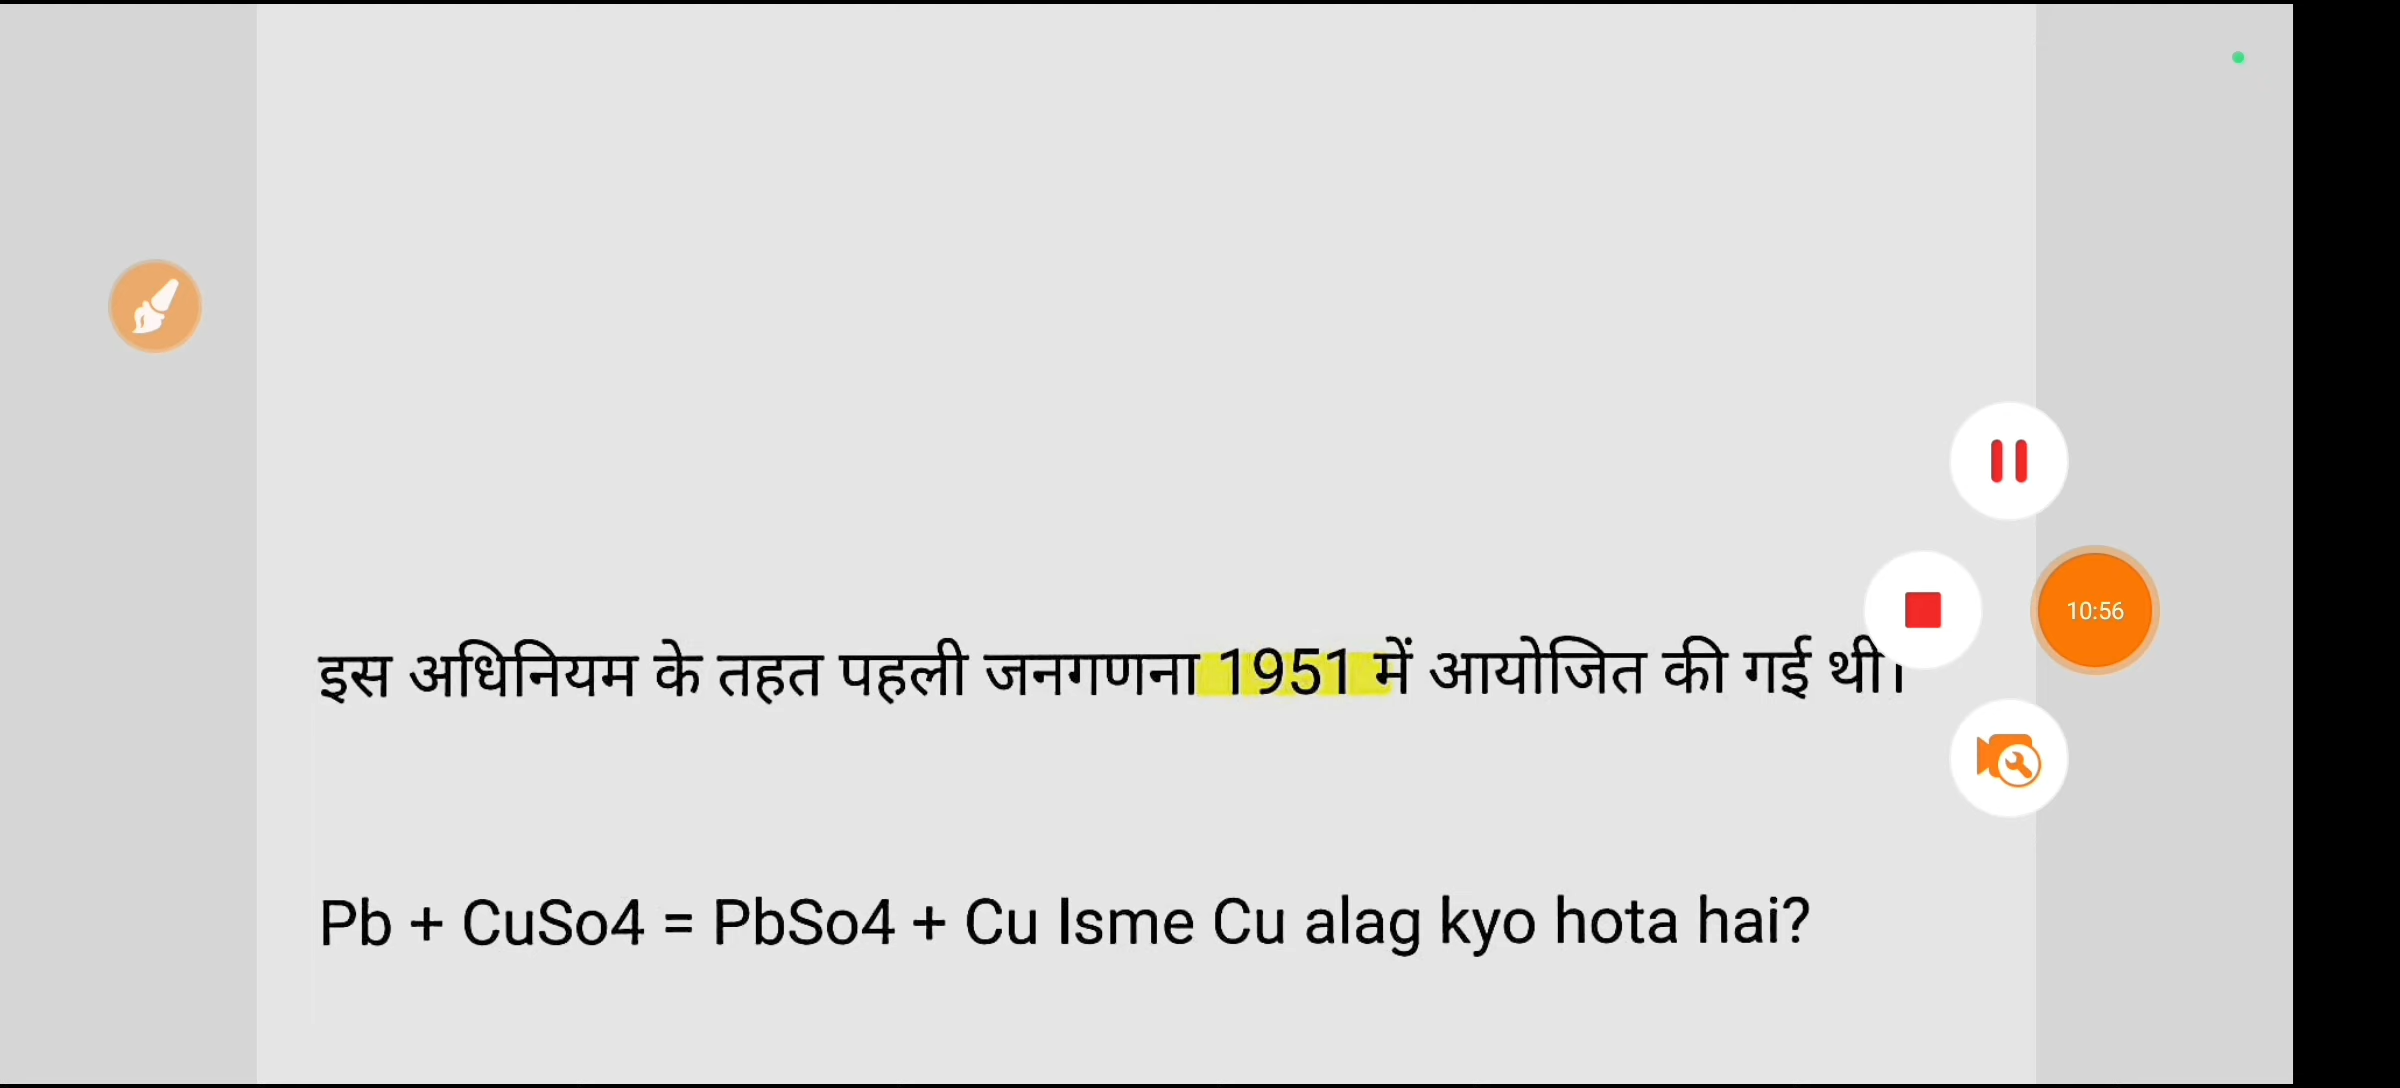 इस अधिनियम के तहत पहली जनगणना 1951 में आयोजित की गई थी।
10:56
Pb + CuSo4 = PbSo4 + Cu Isme Cu alag kyo hota hai?